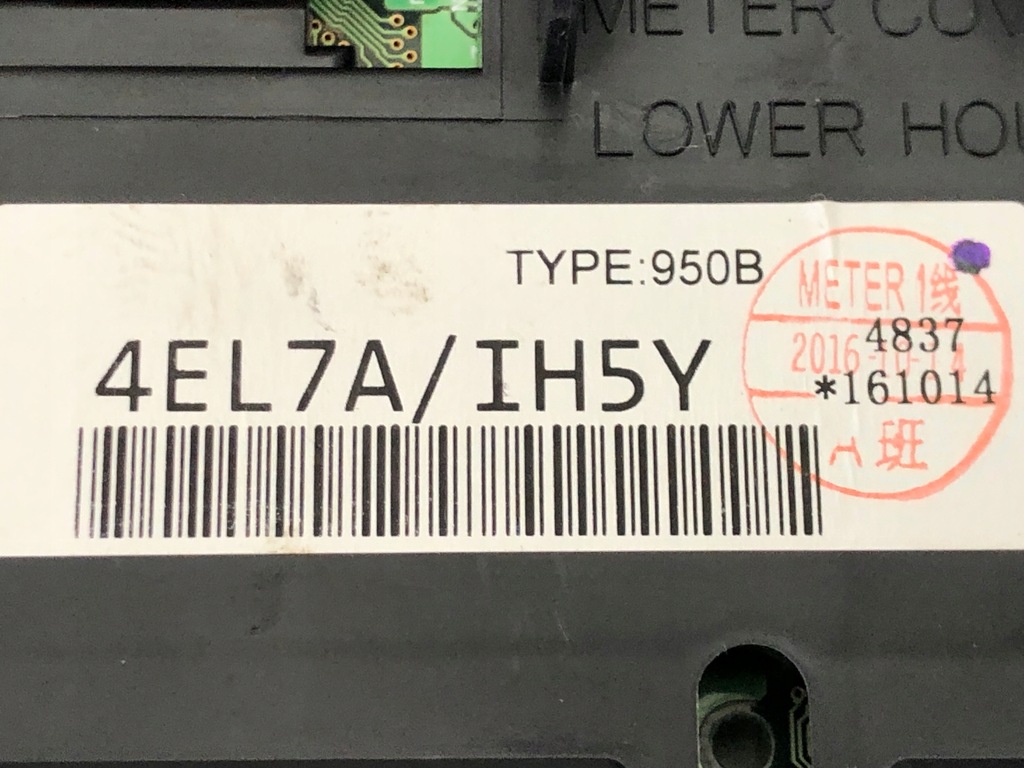 METER COV
LOWER HOU
TYPE:950B
METER 1线
4EL7A/IH5Y
4837
2016-10-14
*161014
A 班